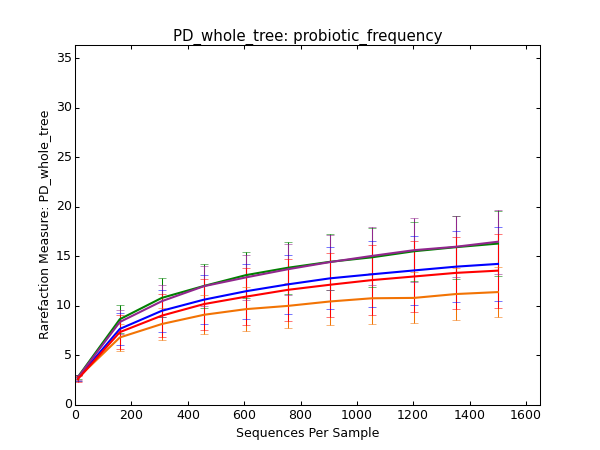 PD_whole_tree: probiotic_frequency
35
30
25
20
15
10
5
0
Rarefaction Measure: PD_whole_tree
0 200 400 600 800 1000 1200 1400 1600
Sequences Per Sample